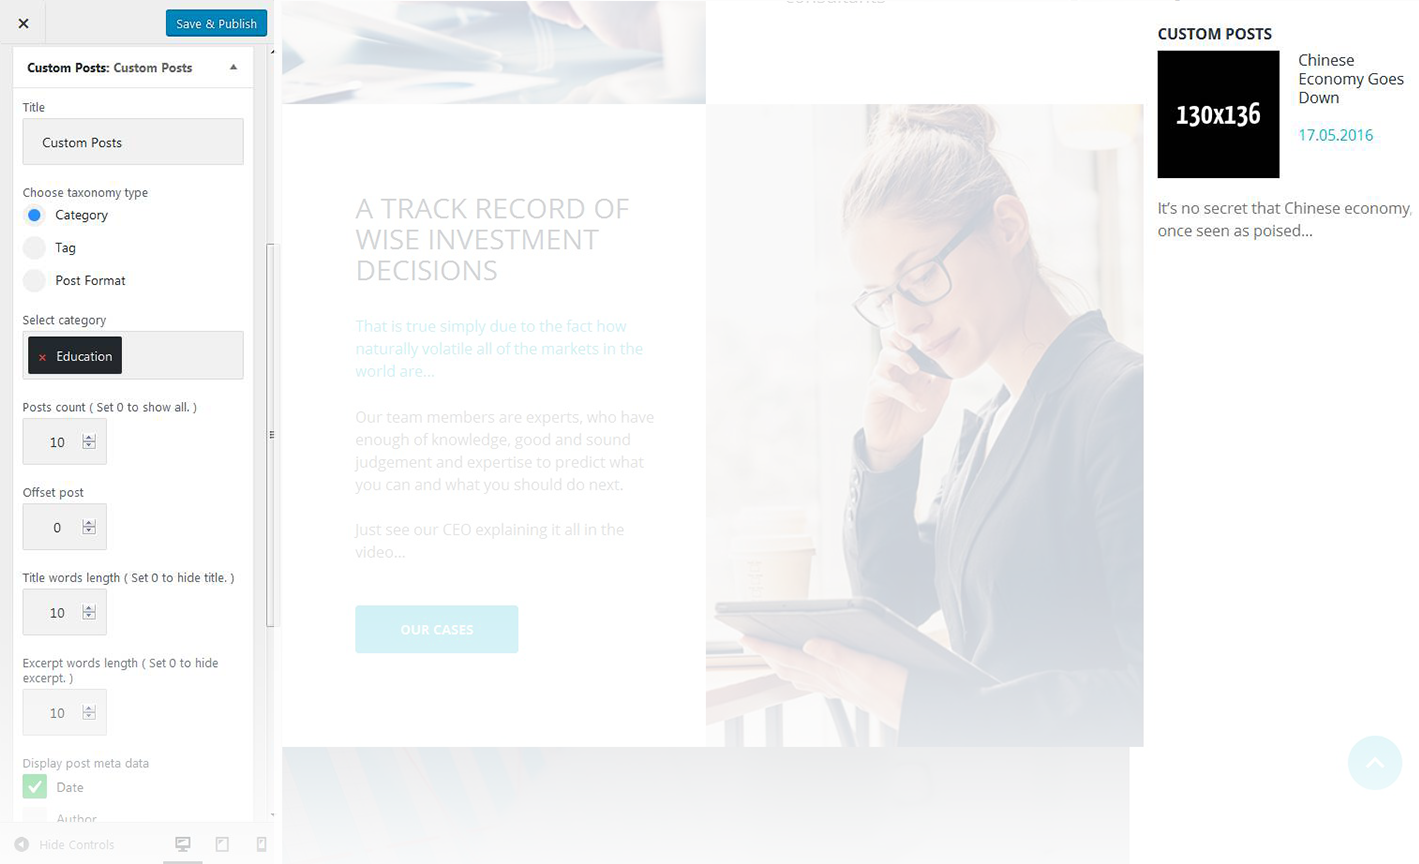 Save & Publish
Custom Posts: Custom Posts
Title
Custom Posts
Choose taxonomy type
Category
Tag
Post Format
Select category
× Education
Posts count ( Set 0 to show all. )
10
Offset post
0
Title words length ( Set 0 to hide title. )
10
Excerpt words length ( Set 0 to hide
excerpt. )
10
Display post meta data
Date
Author
Hide Controls
consultants
A TRACK RECORD OF
WISE INVESTMENT
DECISIONS
That is true simply due to the fact how
naturally volatile all of the markets in the
world are...
Our team members are experts, who have
enough of knowledge, good and sound
judgement and expertise to predict what
you can and what you should do next.
Just see our CEO explaining it all in the
video...
OUR CASES
CUSTOM POSTS
130x136
Chinese
Economy Goes
Down
17.05.2016
It’s no secret that Chinese economy,
once seen as poised...